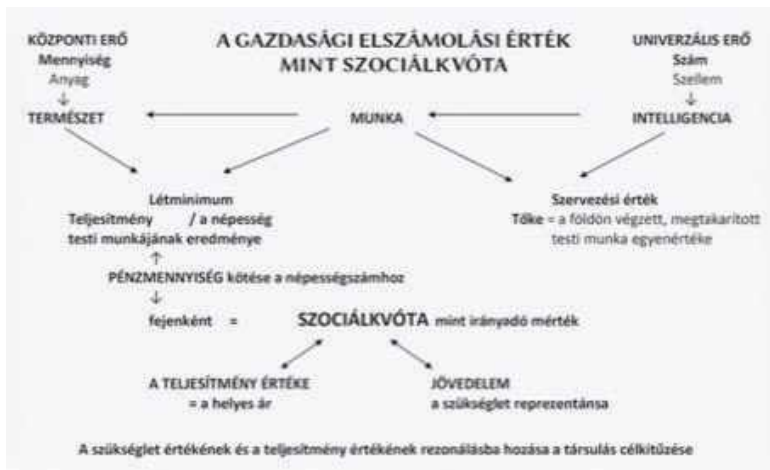 A GAZDASÁGI ELSZÁMOLÁSI ÉRTÉK
MINT SZOCIÁLKVÓTA
KÖZPONTI ERŐ
Mennyiség
Anyag
↓
TERMÉSZET
MUNKA
UNIVERZÁLIS ERŐ
Szám
Szellem
↓
INTELLIGENCIA
Létminimum
Teljesítmény / a népesség
testi munkájának eredménye
↑
Szervezési érték
Tőke = a földön végzett, megtakarított
testi munka egyenértéke
PÉNZMENNYISÉG kötése a népességszámhoz
↓
fejenként = SZOCIÁLKVÓTA mint irányadó mérték
A TELJESÍTMÉNY ÉRTÉKE
= a helyes ár
JÖVEDELEM
a szükséglet reprezentánsa
A szükséglet értékének és a teljesítmény értékének rezonálásba hozása a társulás célkitűzése